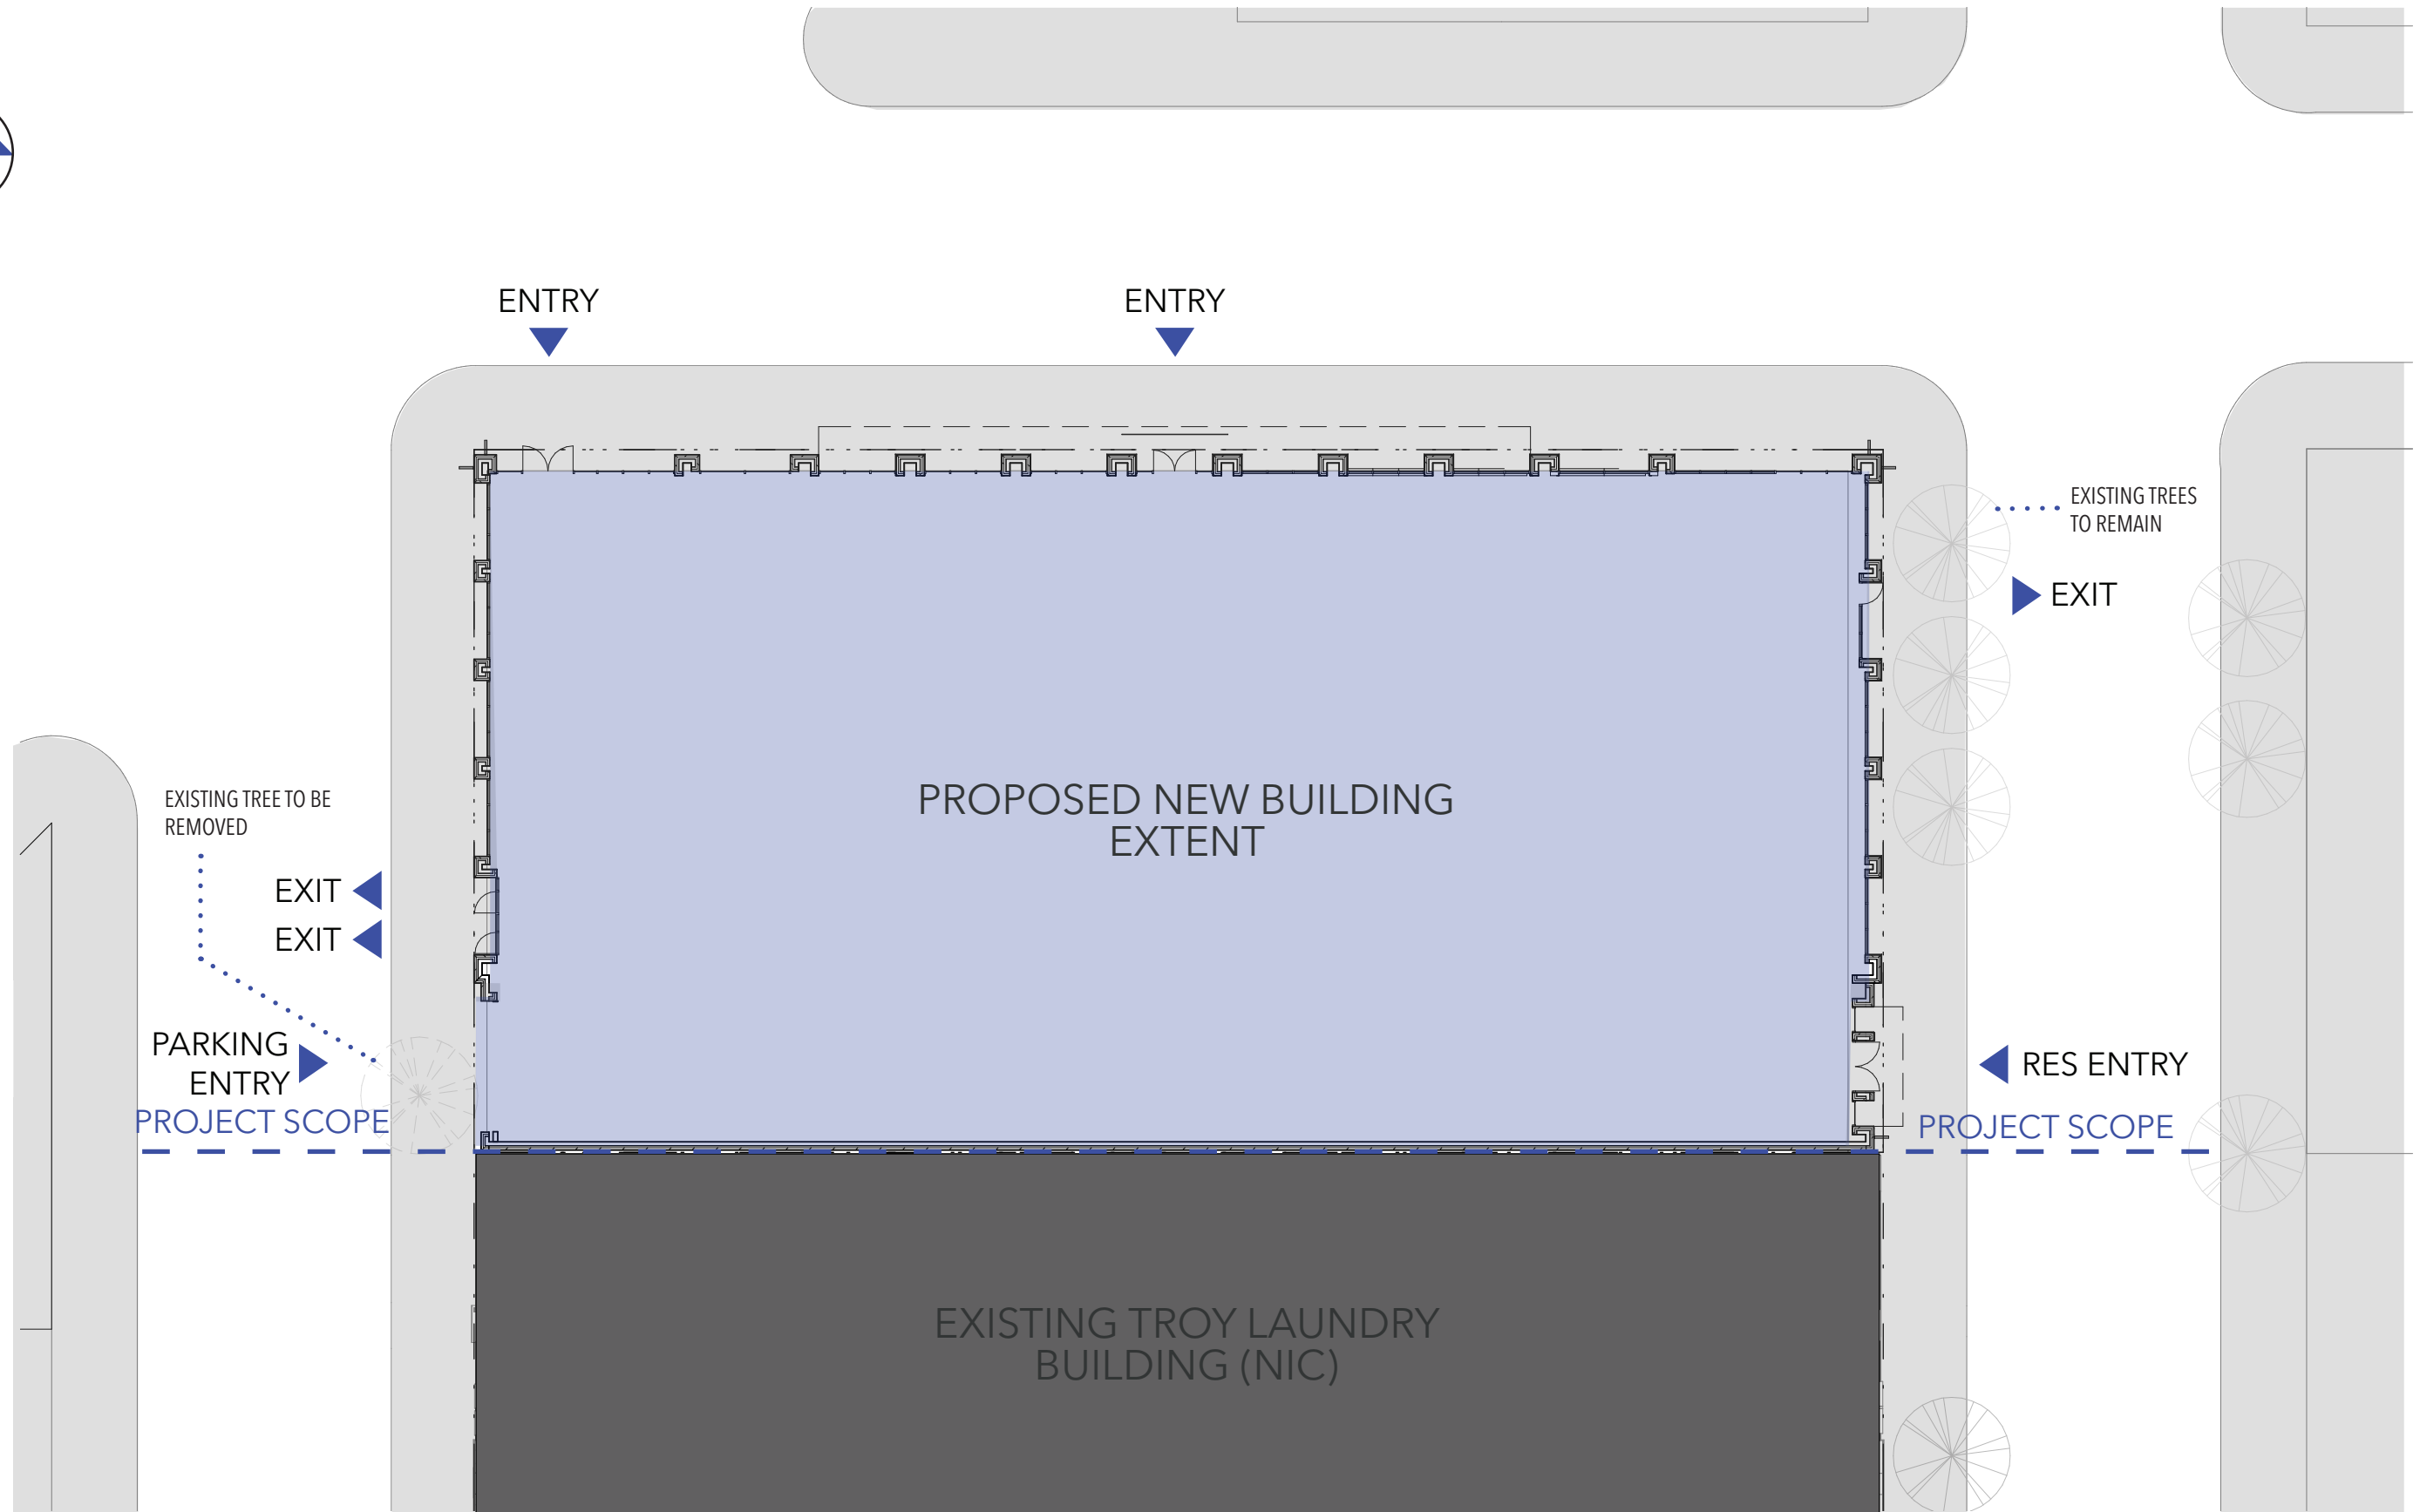 ENTRY
ENTRY
EXISTING TREES
TO REMAIN
EXIT
PROPOSED NEW BUILDING
EXTENT
EXISTING TREE TO BE
REMOVED
EXIT
EXIT
PARKING
ENTRY
RES ENTRY
PROJECT SCOPE
PROJECT SCOPE
EXISTING TROY LAUNDRY
BUILDING (NIC)